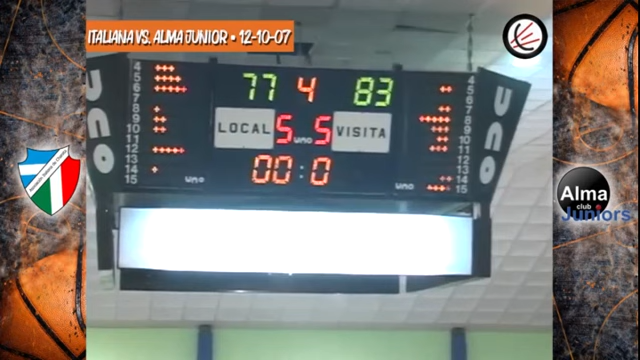 ITALIANA VS. ALMA JUNIOR • 12-10-07
77 4 83
LOCAL 5 uno 5 VISITA
00:0
4
5
6
7
8
9
10
11
12
13
14
15
4
5
6
7
8
9
10
11
12
13
14
15
uno
uno
uno
uno
Alma
club
Juniors